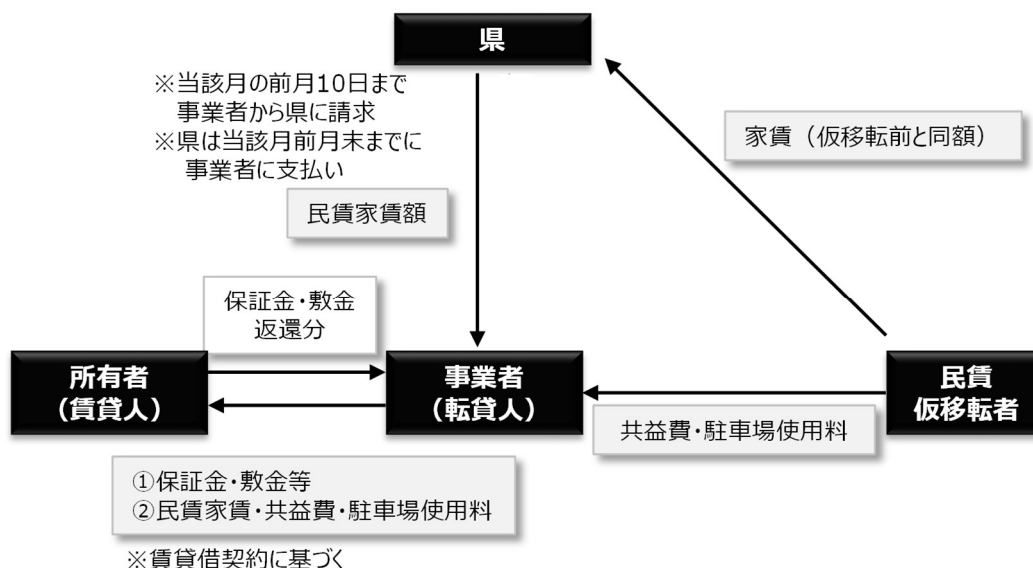 県
※当該月の前月10日まで
事業者から県に請求
※県は当該月前月末までに
事業者に支払い
家賃（仮移転前と同額）
民賃家賃額
保証金・敷金
返還分
所有者
（賃貸人）
事業者
（転貸人）
民賃
仮移転者
共益費・駐車場使用料
①保証金・敷金等
②民賃家賃・共益費・駐車場使用料
※賃貸借契約に基づく